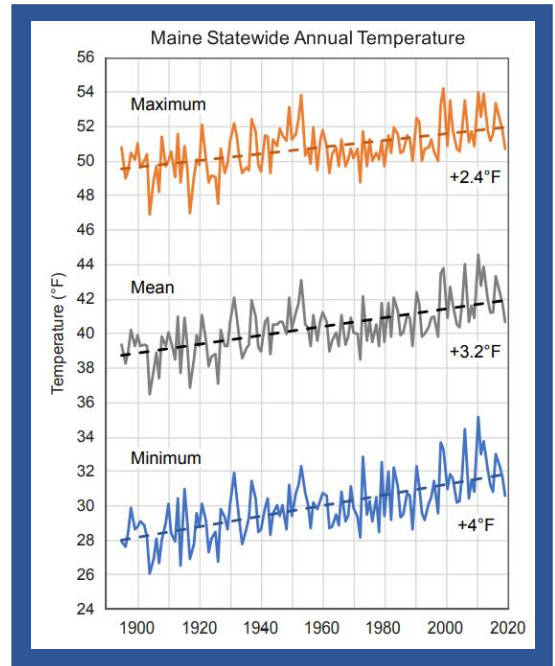 Maine Statewide Annual Temperature
56
54
52
50
48
46
44
42
40
38
36
34
32
30
28
26
24
Temperature (°F)
Maximum
+2.4°F
Mean
+3.2°F
Minimum
+4°F
1900 1920 1940 1960 1980 2000 2020